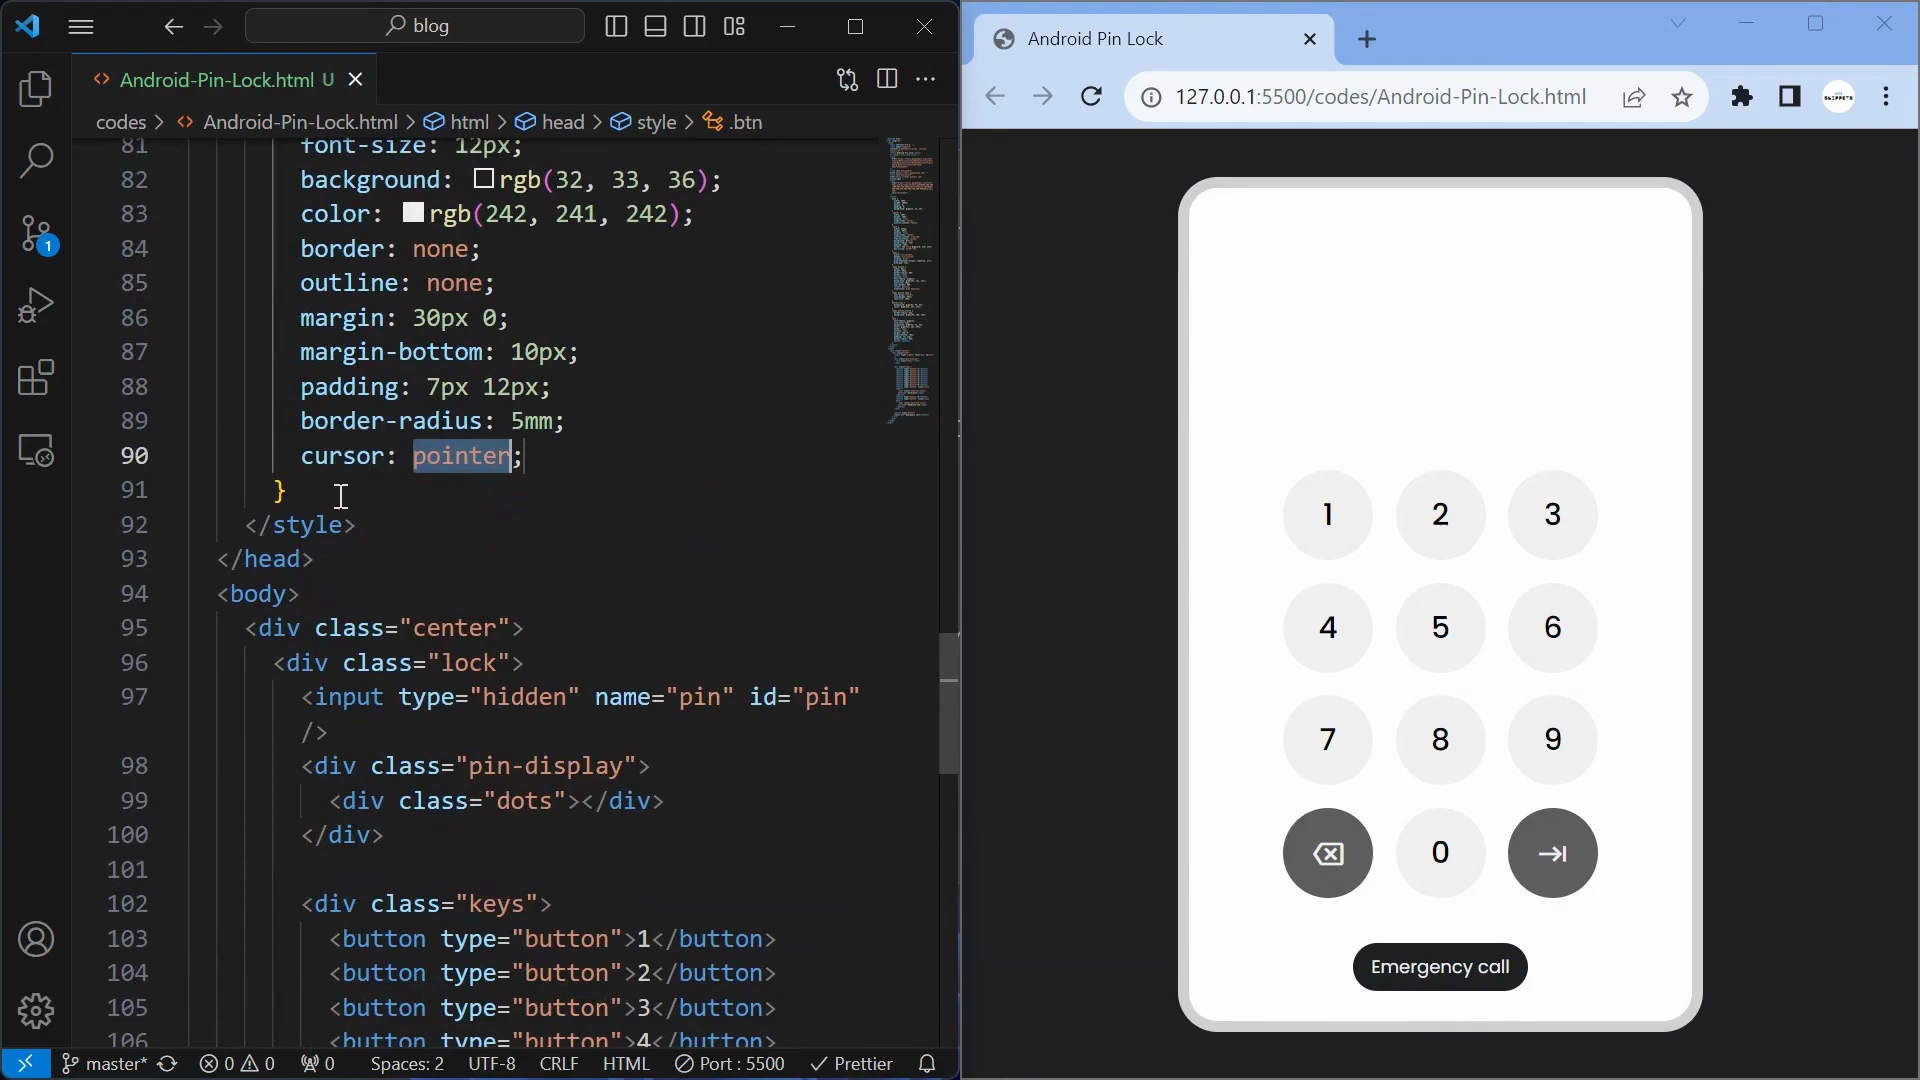 blog
Android-Pin-Lock.html U
codes > Android-Pin-Lock.html > html > head > style > .btn
81 font-size: 12px;
82 background: rgb(32, 33, 36);
83 color: rgb(242, 241, 242);
84 border: none;
85 outline: none;
86 margin: 30px 0;
87 margin-bottom: 10px;
88 padding: 7px 12px;
89 border-radius: 5mm;
90 cursor: pointer;
91 }
92 </style>
93 </head>
94 <body>
95 <div class="center">
96 <div class="lock">
97 <input type="hidden" name="pin" id="pin"
/>
98 <div class="pin-display">
99 <div class="dots"></div>
100 </div>
101
102 <div class="keys">
103 <button type="button">1</button>
104 <button type="button">2</button>
105 <button type="button">3</button>
106 <button type="button">4</button>
1
master* 0 0 0 Spaces: 2 UTF-8 CRLF HTML Port : 5500 Prettier
Android Pin Lock
127.0.0.1:5500/codes/Android-Pin-Lock.html
1 2 3
4 5 6
7 8 9
0
Emergency call